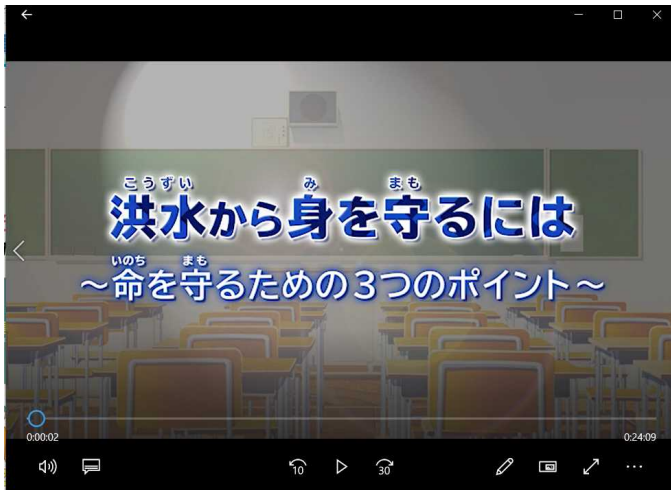 こうずい み まも
洪水から身を守るには
いのち まも
～命を守るための３つのポイント～
0:00:02
0:24:09
10
30